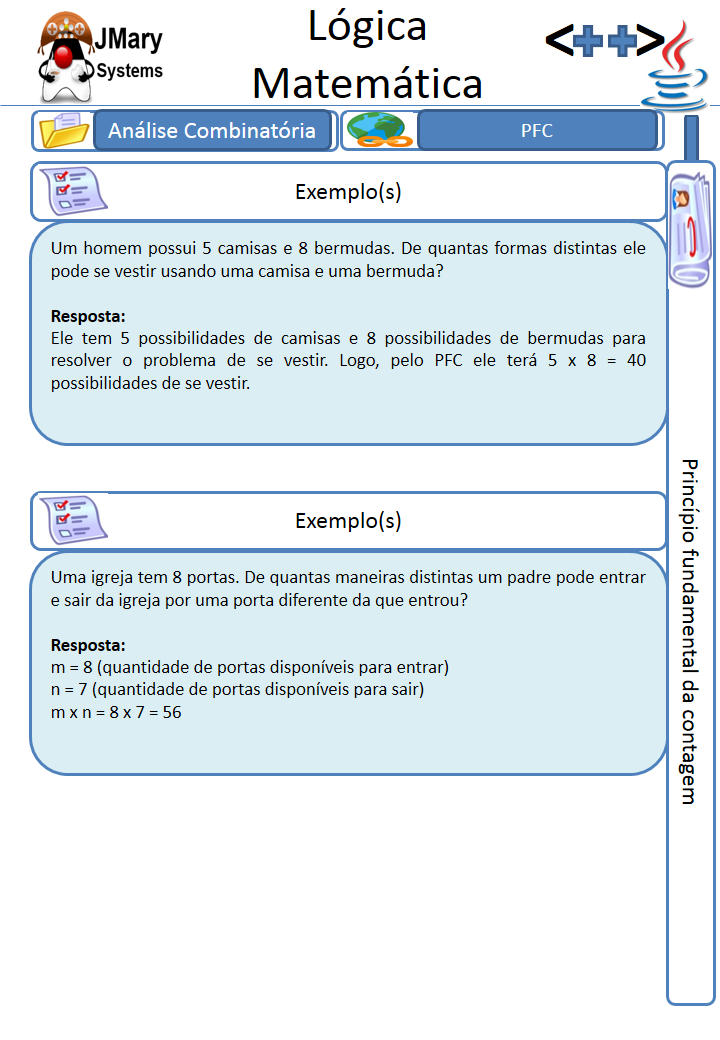 JMary
Systems
Lógica
Matemática
<++>
Análise Combinatória
PFC
Exemplo(s)
Um homem possui 5 camisas e 8 bermudas. De quantas formas distintas ele
pode se vestir usando uma camisa e uma bermuda?
Resposta:
Ele tem 5 possibilidades de camisas e 8 possibilidades de bermudas para
resolver o problema de se vestir. Logo, pelo PFC ele terá 5 x 8 = 40
possibilidades de se vestir.
Exemplo(s)
Uma igreja tem 8 portas. De quantas maneiras distintas um padre pode entrar
e sair da igreja por uma porta diferente da que entrou?
Resposta:
m = 8 (quantidade de portas disponíveis para entrar)
n = 7 (quantidade de portas disponíveis para sair)
m x n = 8 x 7 = 56
Princípio fundamental da contagem